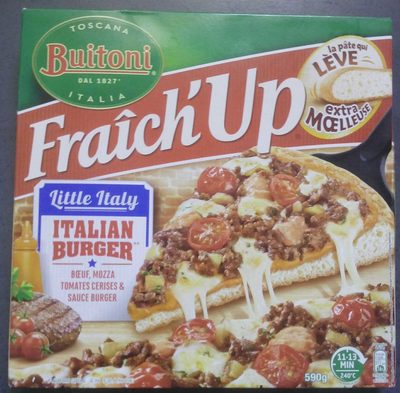 TOSCANA
Buitoni
DAL 1827
ITALIA
la pâte qui
LÈVE
extra
MŒLLEUSE
Fraîch'Up
Little Italy
ITALIAN
BURGER
BŒUF, MOZZA
TOMATES CERISES &
SAUCE BURGER
590g
11-13
MIN
240°C